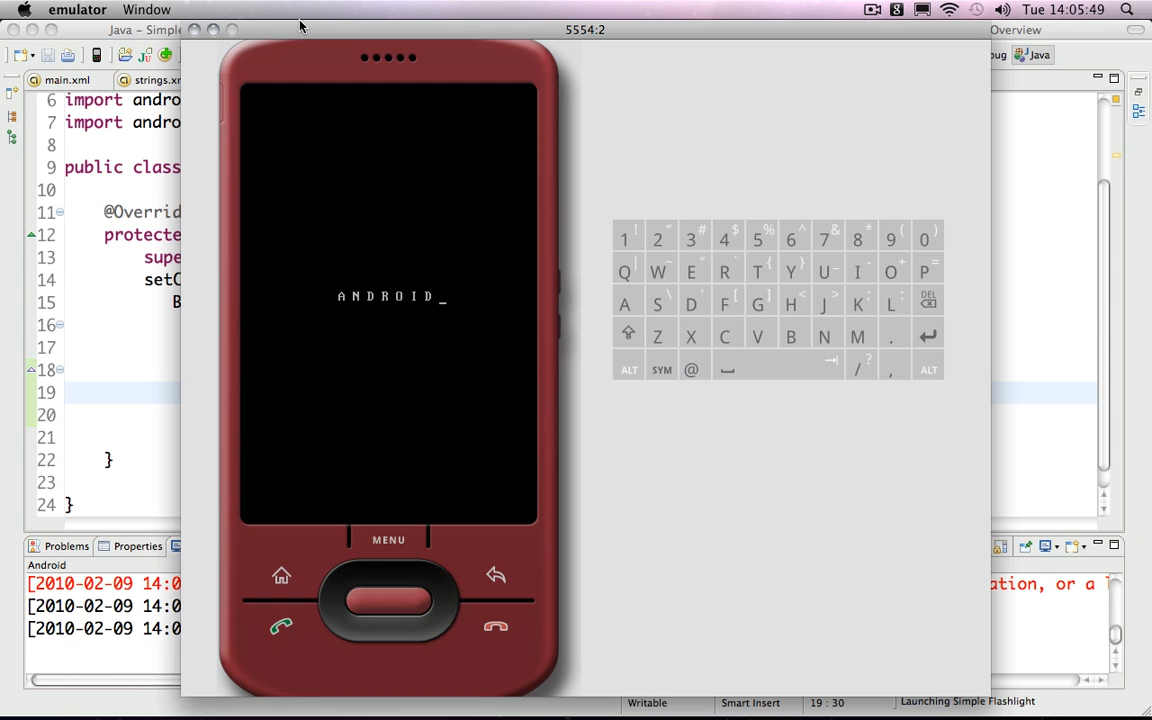 emulator Window Tue 14:05:49
Java - Simple 5554:2 Overview
bug Java
main.xml strings.xm
6 import andro
7 import andro
8
9 public class
10
11 @Overrid
12 protecte
13 supe
14 setC
15 B
16
17
18
19
20
21
22 }
23
24 }
ANDROID_
MENU
1 ! 2 " 3 # 4 $ 5 % 6 ^ 7 & 8 * 9 ( 0 )
Q | W ~ E " R ` T { Y } U _ I - O + P =
A S \ D ' F [ G ] H < J > K ; L : DEL
Z X C V B N M .
ALT SYM @ / ? , ALT
Problems Properties
Android
[2010-02-09 14:0 ation, or a l
[2010-02-09 14:0
[2010-02-09 14:0
Writable Smart Insert 19 : 30 Launching Simple Flashlight